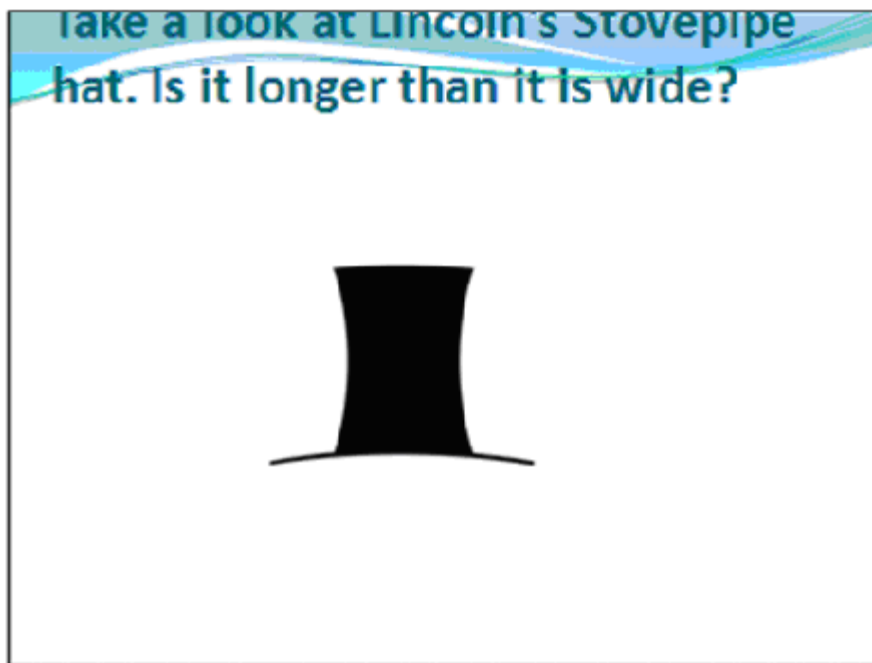 Take a look at Lincoln's Stovepipe
hat. Is it longer than it is wide?